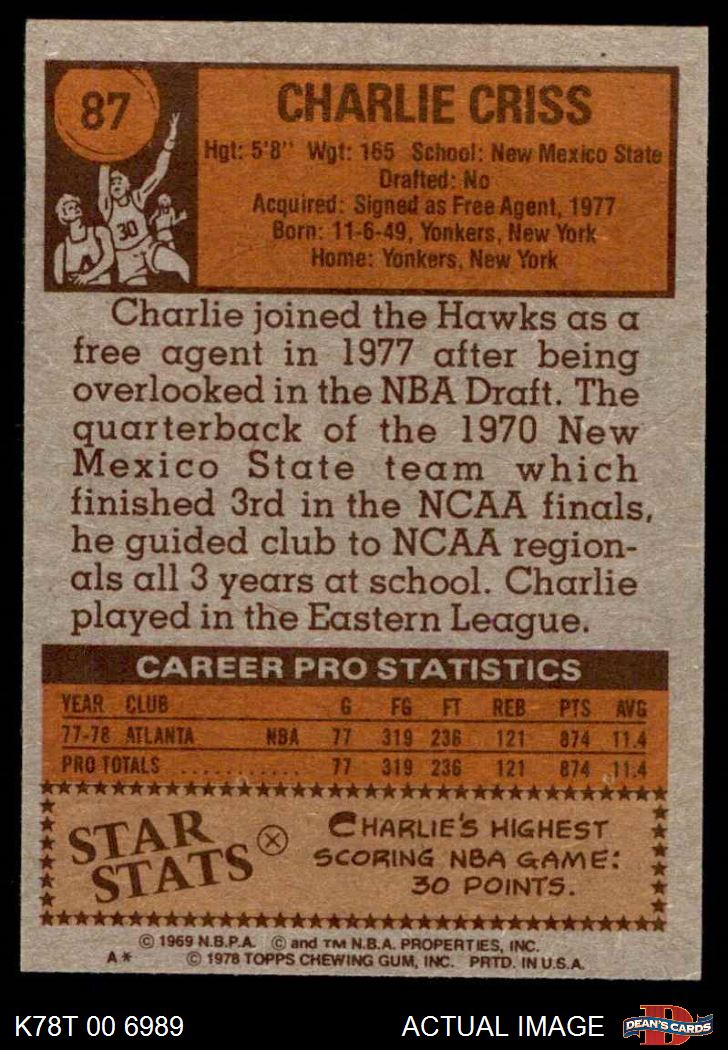 87
CHARLIE CRISS
Hgt: 5'8" Wgt: 165 School: New Mexico State
Drafted: No
Acquired: Signed as Free Agent, 1977
Born: 11-6-49, Yonkers, New York
Home: Yonkers, New York
30
Charlie joined the Hawks as a
free agent in 1977 after being
overlooked in the NBA Draft. The
quarterback of the 1970 New
Mexico State team which
finished 3rd in the NCAA finals,
he guided club to NCAA region-
als all 3 years at school. Charlie
played in the Eastern League.
CAREER PRO STATISTICS
YEAR CLUB G FG FT REB PTS AVG
77-78 ATLANTA NBA 77 319 236 121 874 11.4
PRO TOTALS ........... 77 319 236 121 874 11.4
STAR STATS
CHARLIE'S HIGHEST
SCORING NBA GAME:
30 POINTS.
© 1969 N.B.P.A. © and TM N.B.A. PROPERTIES, INC.
A* © 1978 TOPPS CHEWING GUM, INC. PRTD. IN U.S.A.
K78T 00 6989 ACTUAL IMAGE
D
DEAN'S CARDS